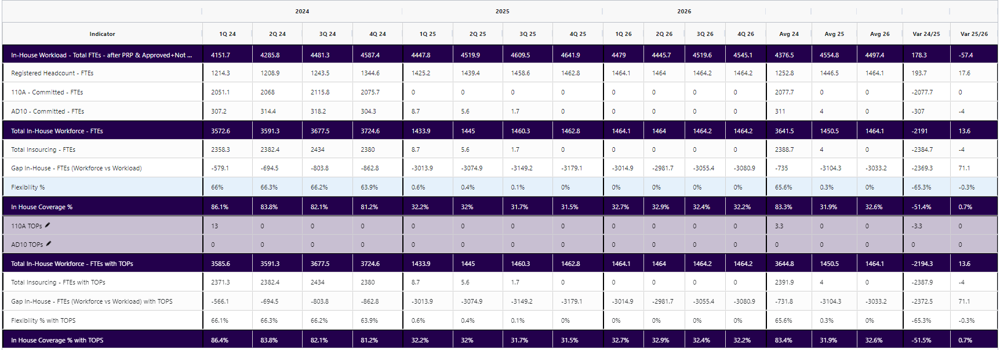 2024 2025 2026
Indicator 1Q 24 2Q 24 3Q 24 4Q 24 1Q 25 2Q 25 3Q 25 4Q 25 1Q 26 2Q 26 3Q 26 4Q 26 Avg 24 Avg 25 Avg 26 Var 24/25 Var 25/26
In-House Workload - Total FTEs - after PRP & Approved+Not ... 4151.7 4285.8 4481.3 4587.4 4447.8 4519.9 4609.5 4641.9 4479 4445.7 4519.6 4545.1 4376.5 4554.8 4497.4 178.3 -57.4
Registered Headcount - FTEs 1214.3 1208.9 1243.5 1344.6 1425.2 1439.4 1458.6 1462.8 1464.1 1464 1464.2 1464.2 1252.8 1446.5 1464.1 193.7 17.6
110A - Committed - FTEs 2051.1 2068 2115.8 2075.7 0 0 0 0 0 0 0 0 2077.7 0 0 -2077.7 0
AD10 - Committed - FTEs 307.2 314.4 318.2 304.3 8.7 5.6 1.7 0 0 0 0 0 311 4 0 -307 -4
Total In-House Workforce - FTEs 3572.6 3591.3 3677.5 3724.6 1433.9 1445 1460.3 1462.8 1464.1 1464 1464.2 1464.2 3641.5 1450.5 1464.1 -2191 13.6
Total Insourcing - FTEs 2358.3 2382.4 2434 2380 8.7 5.6 1.7 0 0 0 0 0 2388.7 4 0 -2384.7 -4
Gap In-House - FTEs (Workforce vs Workload) -579.1 -694.5 -803.8 -862.8 -3013.9 -3074.9 -3149.2 -3179.1 -3014.9 -2981.7 -3055.4 -3080.9 -735 -3104.3 -3033.2 -2369.3 71.1
Flexibility % 66% 66.3% 66.2% 63.9% 0.6% 0.4% 0.1% 0% 0% 0% 0% 0% 65.6% 0.3% 0% -65.3% -0.3%
In House Coverage % 86.1% 83.8% 82.1% 81.2% 32.2% 32% 31.7% 31.5% 32.7% 32.9% 32.4% 32.2% 83.3% 31.9% 32.6% -51.4% 0.7%
110A TOPs 13 0 0 0 0 0 0 0 0 0 0 0 3.3 0 0 -3.3 0
AD10 TOPs 0 0 0 0 0 0 0 0 0 0 0 0 0 0 0 0 0
Total In-House Workforce - FTEs with TOPs 3585.6 3591.3 3677.5 3724.6 1433.9 1445 1460.3 1462.8 1464.1 1464 1464.2 1464.2 3644.8 1450.5 1464.1 -2194.3 13.6
Total Insourcing - FTEs with TOPs 2371.3 2382.4 2434 2380 8.7 5.6 1.7 0 0 0 0 0 2391.9 4 0 -2387.9 -4
Gap In-House - FTEs (Workforce vs Workload) with TOPS -566.1 -694.5 -803.8 -862.8 -3013.9 -3074.9 -3149.2 -3179.1 -3014.9 -2981.7 -3055.4 -3080.9 -731.8 -3104.3 -3033.2 -2372.5 71.1
Flexibility % with TOPS 66.1% 66.3% 66.2% 63.9% 0.6% 0.4% 0.1% 0% 0% 0% 0% 0% 65.6% 0.3% 0% -65.3% -0.3%
In House Coverage % with TOPS 86.4% 83.8% 82.1% 81.2% 32.2% 32% 31.7% 31.5% 32.7% 32.9% 32.4% 32.2% 83.4% 31.9% 32.6% -51.5% 0.7%